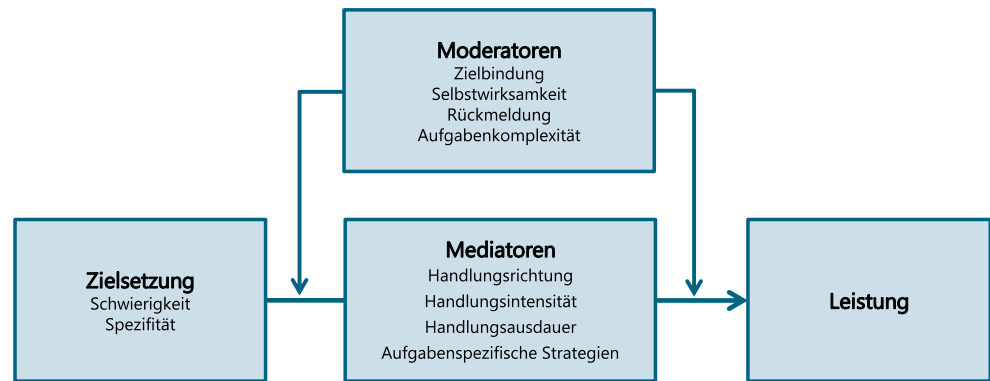 Moderatoren
Zielbindung
Selbstwirksamkeit
Rückmeldung
Aufgabenkomplexität
Zielsetzung
Schwierigkeit
Spezifität
Mediatoren
Handlungsrichtung
Handlungsintensität
Handlungsausdauer
Aufgabenspezifische Strategien
Leistung